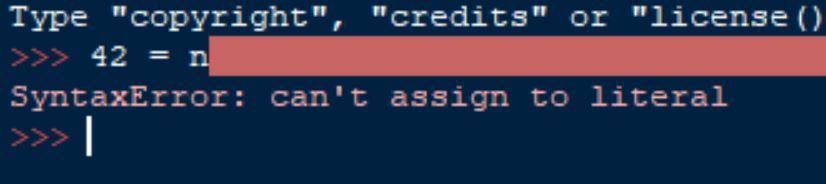 Type "copyright", "credits" or "license()
>>> 42 = n
SyntaxError: can't assign to literal
>>>